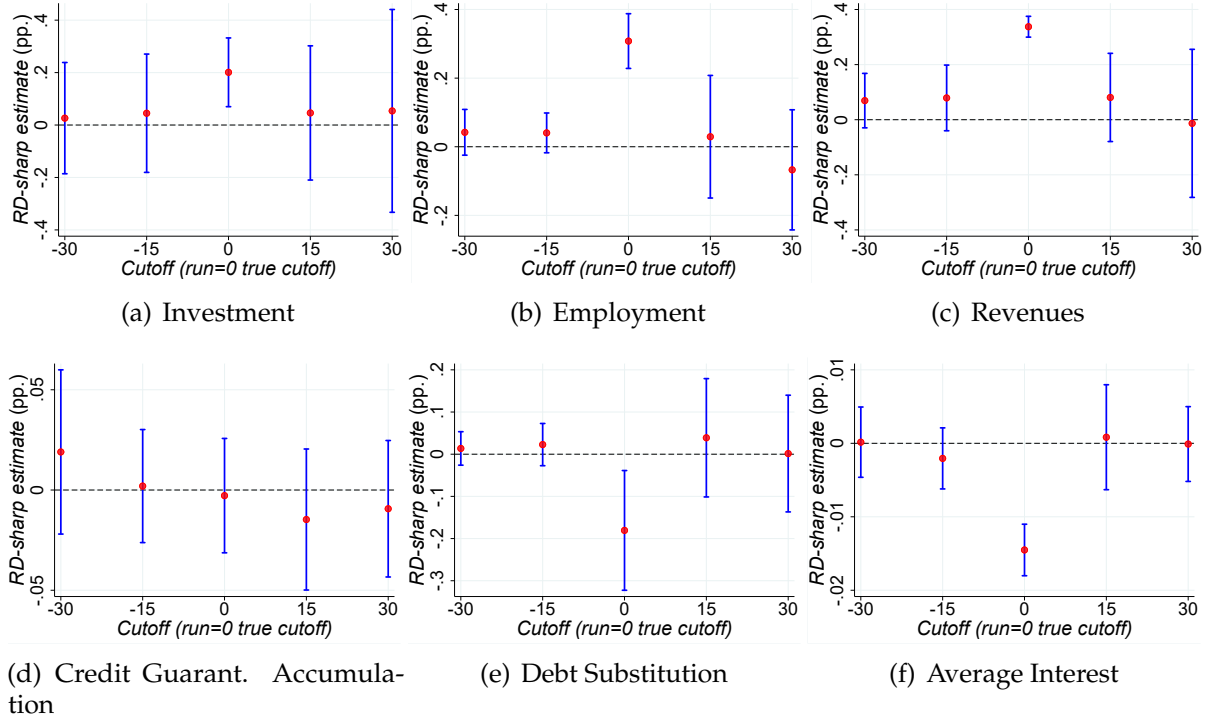 RD-sharp estimate (pp.)
.4
.2
0
-.2
-.4
-30 -15 0 15 30
Cutoff (run=0 true cutoff)
(a) Investment
RD-sharp estimate (pp.)
.4
.2
0
-.2
-30 -15 0 15 30
Cutoff (run=0 true cutoff)
(b) Employment
RD-sharp estimate (pp.)
.4
.2
0
-.2
-.4
-30 -15 0 15 30
Cutoff (run=0 true cutoff)
(c) Revenues
RD-sharp estimate (pp.)
.05
0
-.05
-30 -15 0 15 30
Cutoff (run=0 true cutoff)
(d) Credit Guarant. Accumula-
tion
RD-sharp estimate (pp.)
.2
.1
0
-.1
-.2
-.3
-30 -15 0 15 30
Cutoff (run=0 true cutoff)
(e) Debt Substitution
RD-sharp estimate (pp.)
.01
0
-.01
-.02
-30 -15 0 15 30
Cutoff (run=0 true cutoff)
(f) Average Interest